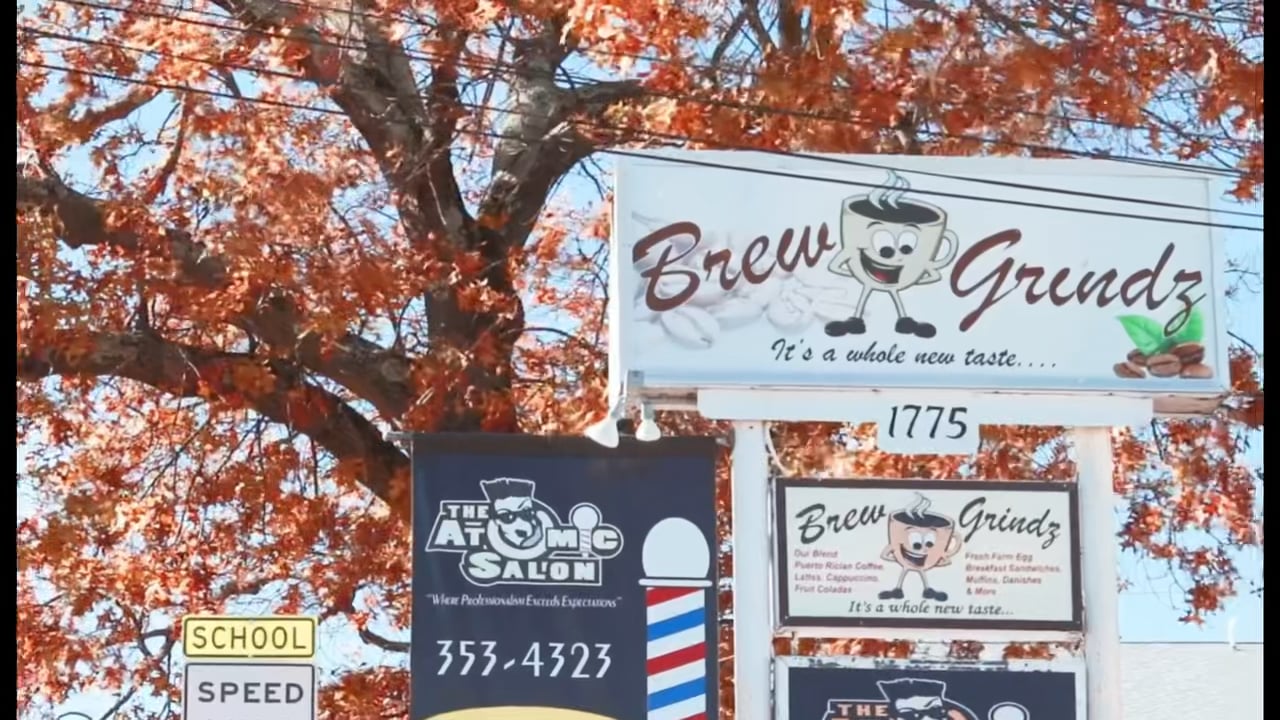 Brew Grindz
It's a whole new taste....
1775
THE
ATOMIC
SALON
"Where Professionalism Exceeds Expectations"
353-4323
Brew Grindz
Our Blend
Puerto Rician Coffee,
Lattes, Cappuccino,
Fruit Coladas
Fresh Farm Egg
Breakfast Sandwiches,
Muffins, Danishes
& More
It's a whole new taste...
SCHOOL
SPEED
THE